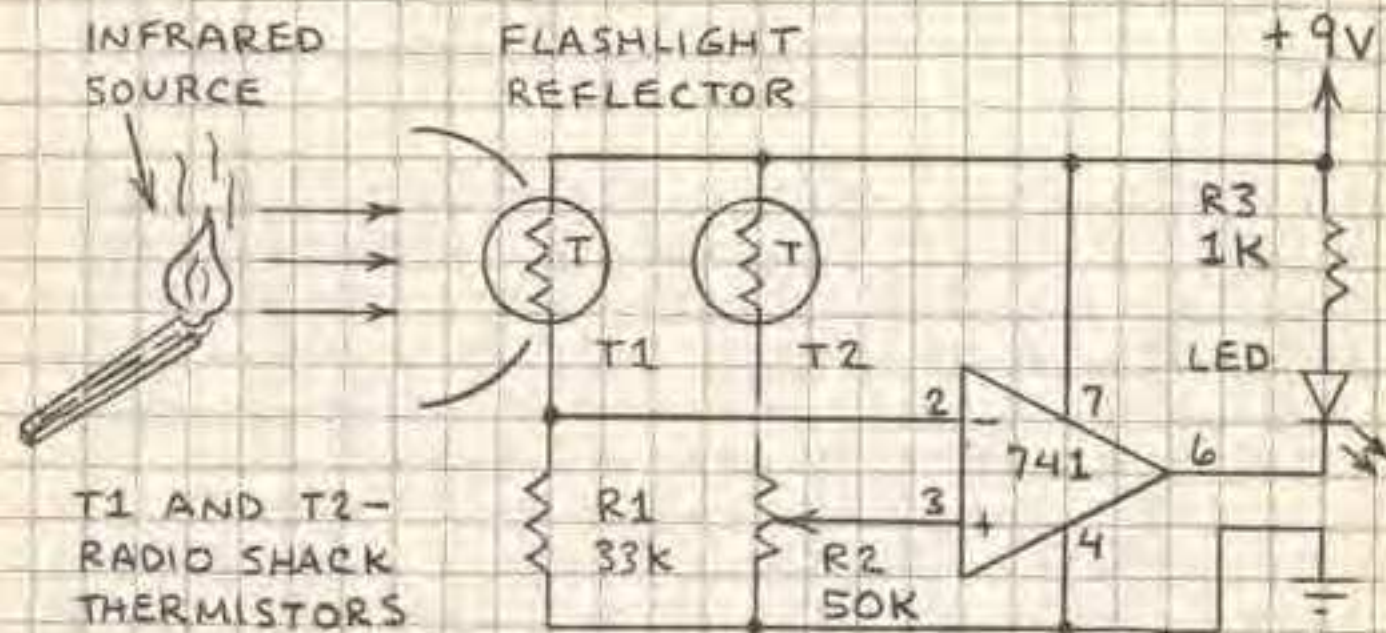 INFRARED
SOURCE
FLASHLIGHT
REFLECTOR
+9V
R3
1K
T
T
T1
T2
LED
2
-
7
741
6
3
+
4
R1
33K
R2
50K
T1 AND T2-
RADIO SHACK
THERMISTORS